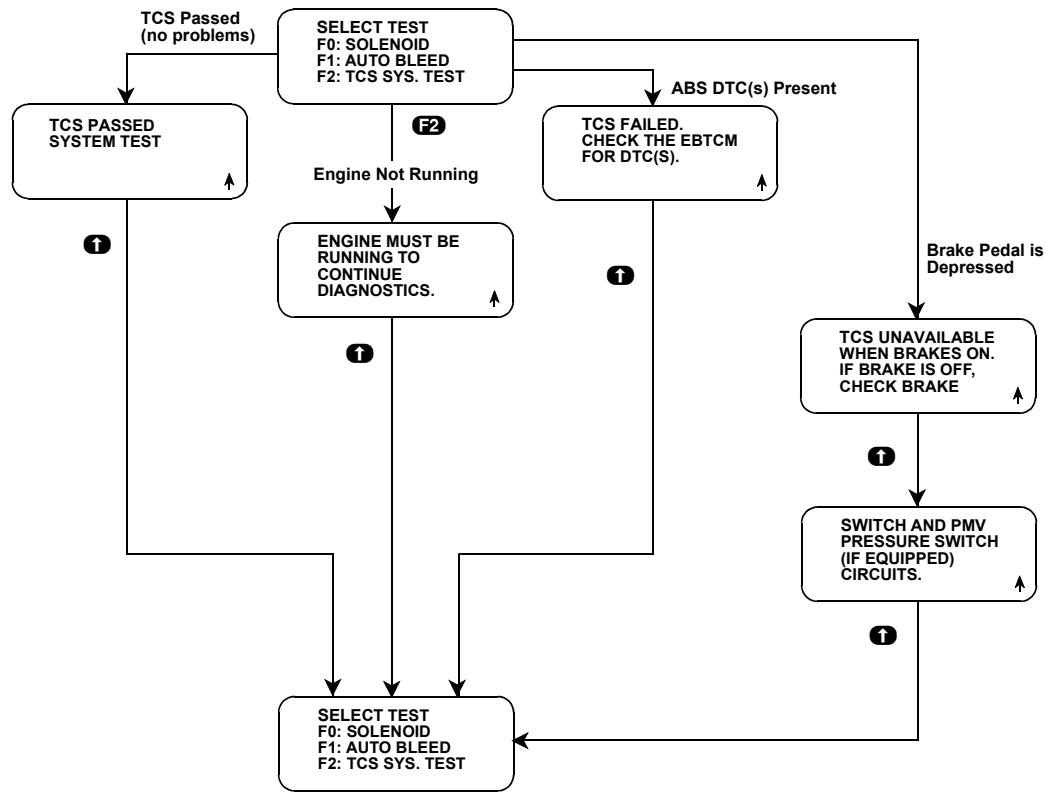 TCS Passed
(no problems)
SELECT TEST
F0: SOLENOID
F1: AUTO BLEED
F2: TCS SYS. TEST
ABS DTC(s) Present
TCS PASSED
SYSTEM TEST
F2
TCS FAILED.
CHECK THE EBTCM
FOR DTC(S).
Engine Not Running
ENGINE MUST BE
RUNNING TO
CONTINUE
DIAGNOSTICS.
Brake Pedal is
Depressed
TCS UNAVAILABLE
WHEN BRAKES ON.
IF BRAKE IS OFF,
CHECK BRAKE
SWITCH AND PMV
PRESSURE SWITCH
(IF EQUIPPED)
CIRCUITS.
SELECT TEST
F0: SOLENOID
F1: AUTO BLEED
F2: TCS SYS. TEST